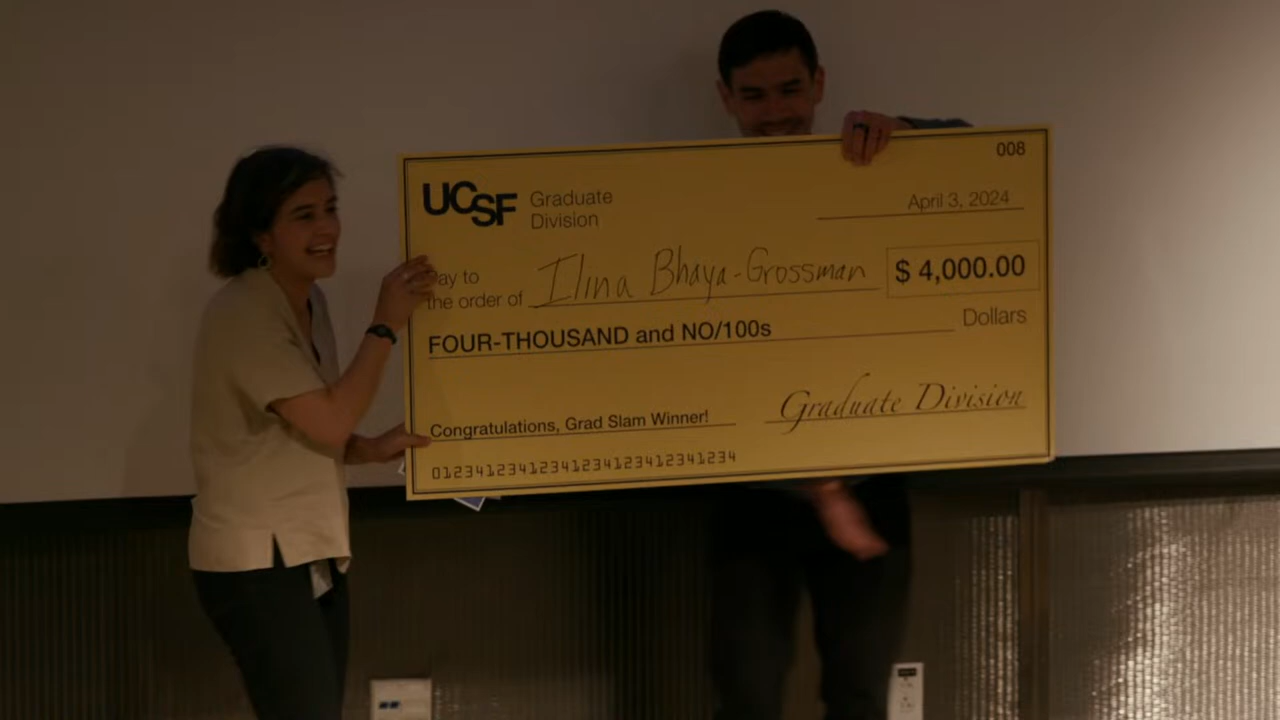 008
UCSF Graduate
Division
April 3, 2024
Pay to
the order of Ilina Bhaya-Grossman $ 4,000.00
FOUR-THOUSAND and NO/100s Dollars
Congratulations, Grad Slam Winner! Graduate Division
01234123412341234123412341234